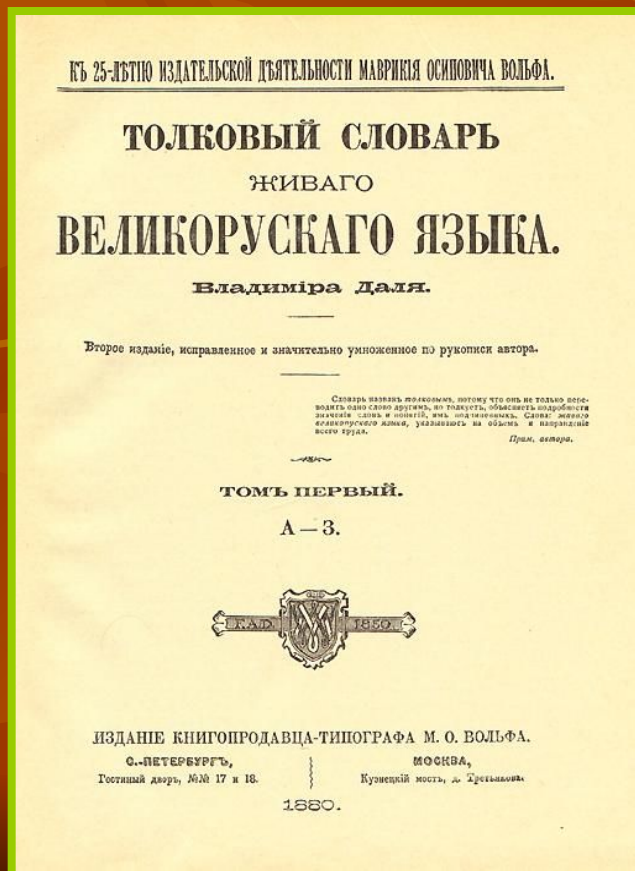 КЪ 25-ЛѢТІЮ ИЗДАТЕЛЬСКОЙ ДѢЯТЕЛЬНОСТИ МАВРИКІЯ ОСИПОВИЧА ВОЛЬФА.
ТОЛКОВЫЙ СЛОВАРЬ
ЖИВАГО
ВЕЛИКОРУСКАГО ЯЗЫКА.
Владиміра Даля.
Второе изданіе, исправленное и значительно умноженное по рукописи автора.
Словарь названъ толковымъ, потому что онъ не только пере-
водитъ одно слово другимъ, но толкуетъ, объясняетъ подробности
значенія словъ и понятій, имъ подчиненныхъ. Слова: живаго
великорускаго языка, указываютъ на объемъ и направленіе
всего труда.
Прим. автора.
ТОМЪ ПЕРВЫЙ.
А — З.
F.A.D. 1850.
ИЗДАНІЕ КНИГОПРОДАВЦА-ТИПОГРАФА М. О. ВОЛЬФА.
С.-ПЕТЕРБУРГЪ, МОСКВА,
Гостиный дворъ, №№ 17 и 18. Кузнецкій мостъ, д. Третьякова.
1880.